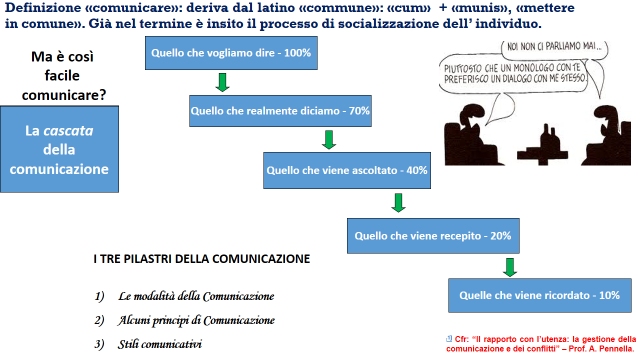 Definizione «comunicare»: deriva dal latino «commune»: «cum» + «munis», «mettere
in comune». Già nel termine è insito il processo di socializzazione dell’ individuo.
Ma è così
facile
comunicare?
La cascata
della
comunicazione
Quello che vogliamo dire - 100%
Quello che realmente diciamo - 70%
Quello che viene ascoltato - 40%
Quello che viene recepito - 20%
Quelle che viene ricordato - 10%
NOI NON CI PARLIAMO MAI...
PIUTTOSTO CHE UN MONOLOGO CON TE
PREFERISCO UN DIALOGO CON ME STESSO.
I TRE PILASTRI DELLA COMUNICAZIONE
1) Le modalità della Comunicazione
2) Alcuni principi di Comunicazione
3) Stili comunicativi
Cfr: “Il rapporto con l’utenza: la gestione della
comunicazione e dei conflitti” – Prof. A. Pennella.